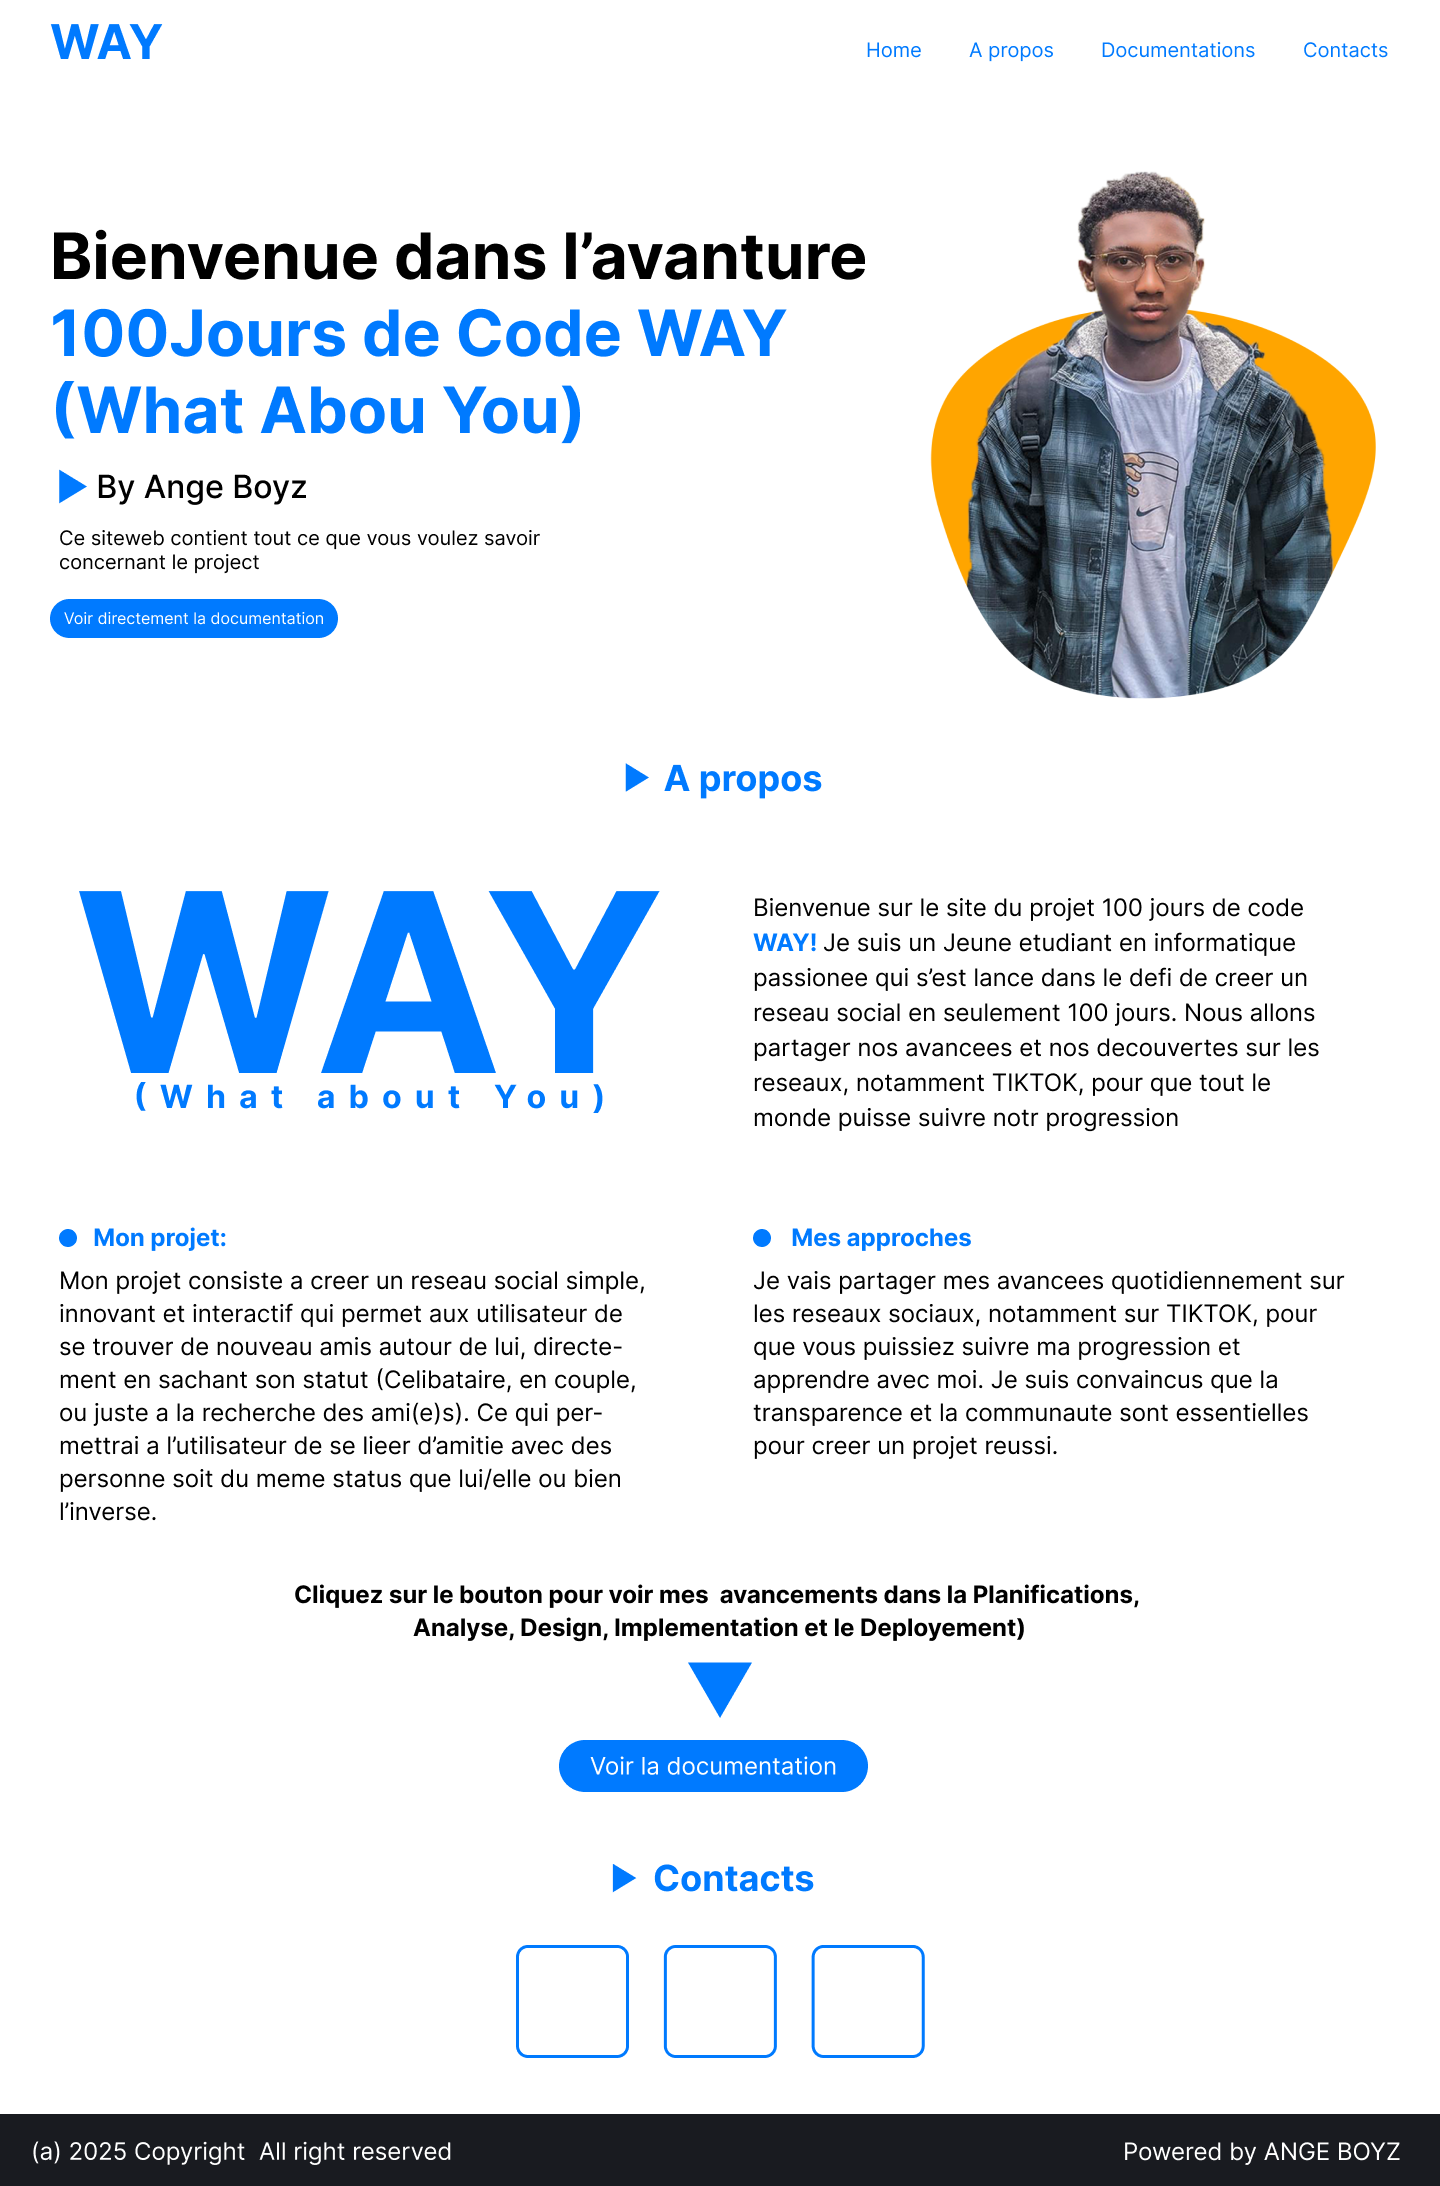 WAY
Home A propos Documentations Contacts
Bienvenue dans l’avanture
100Jours de Code WAY
(What Abou You)
By Ange Boyz
Ce siteweb contient tout ce que vous voulez savoir
concernant le project
Voir directement la documentation
A propos
WAY
(What about You)
Bienvenue sur le site du projet 100 jours de code
WAY! Je suis un Jeune etudiant en informatique
passionee qui s’est lance dans le defi de creer un
reseau social en seulement 100 jours. Nous allons
partager nos avancees et nos decouvertes sur les
reseaux, notamment TIKTOK, pour que tout le
monde puisse suivre notr progression
Mon projet:
Mon projet consiste a creer un reseau social simple,
innovant et interactif qui permet aux utilisateur de
se trouver de nouveau amis autour de lui, directe-
ment en sachant son statut (Celibataire, en couple,
ou juste a la recherche des ami(e)s). Ce qui per-
mettrai a l’utilisateur de se lieer d’amitie avec des
personne soit du meme status que lui/elle ou bien
l’inverse.
Mes approches
Je vais partager mes avancees quotidiennement sur
les reseaux sociaux, notamment sur TIKTOK, pour
que vous puissiez suivre ma progression et
apprendre avec moi. Je suis convaincus que la
transparence et la communaute sont essentielles
pour creer un projet reussi.
Cliquez sur le bouton pour voir mes  avancements dans la Planifications,
Analyse, Design, Implementation et le Deployement)
Voir la documentation
Contacts
(a) 2025 Copyright  All right reserved
Powered by ANGE BOYZ